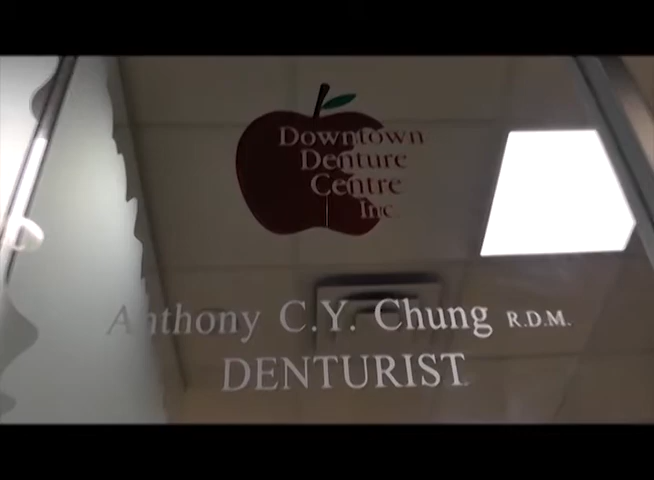 Downtown
Denture
Centre
Inc.
Anthony C.Y. Chung R.D.M.
DENTURIST